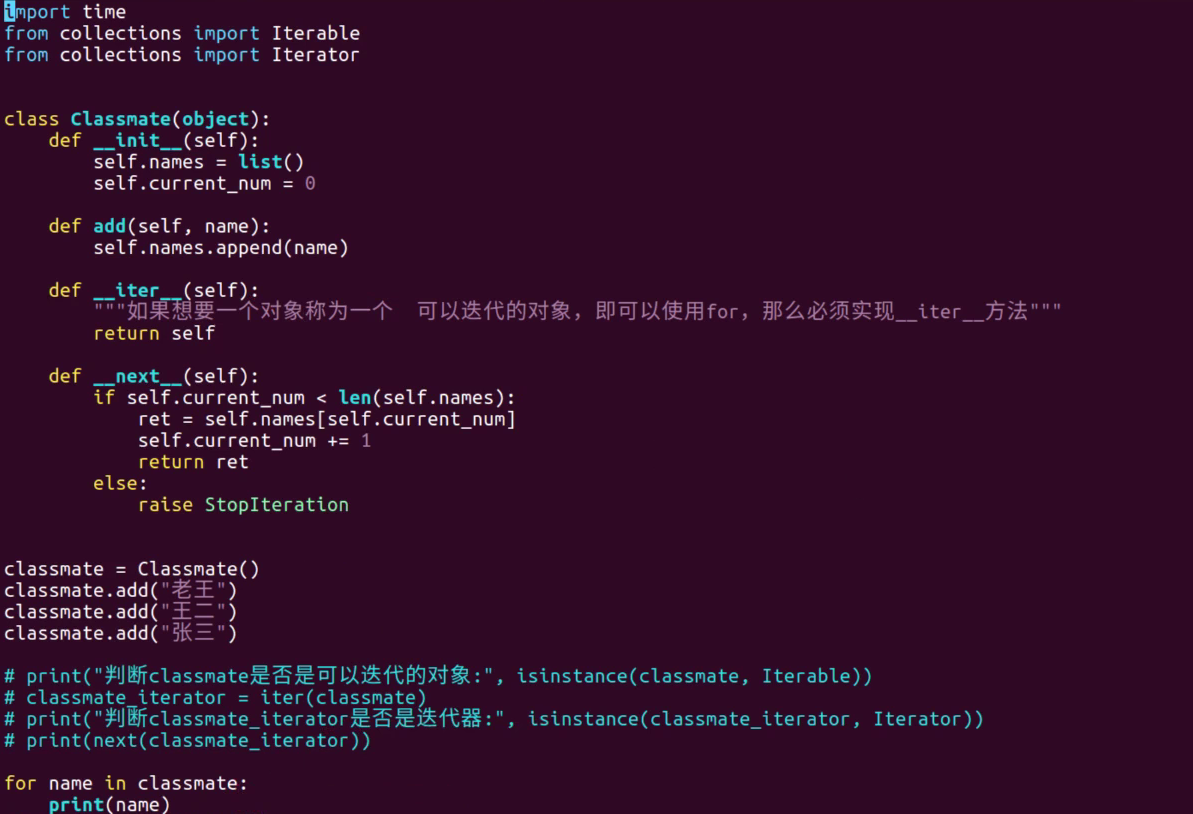 import time
from collections import Iterable
from collections import Iterator


class Classmate(object):
    def __init__(self):
        self.names = list()
        self.current_num = 0

    def add(self, name):
        self.names.append(name)

    def __iter__(self):
        """如果想要一个对象称为一个  可以迭代的对象，即可以使用for，那么必须实现__iter__方法"""
        return self

    def __next__(self):
        if self.current_num < len(self.names):
            ret = self.names[self.current_num]
            self.current_num += 1
            return ret
        else:
            raise StopIteration


classmate = Classmate()
classmate.add("老王")
classmate.add("王二")
classmate.add("张三")

# print("判断classmate是否是可以迭代的对象:", isinstance(classmate, Iterable))
# classmate_iterator = iter(classmate)
# print("判断classmate_iterator是否是迭代器:", isinstance(classmate_iterator, Iterator))
# print(next(classmate_iterator))

for name in classmate:
    print(name)